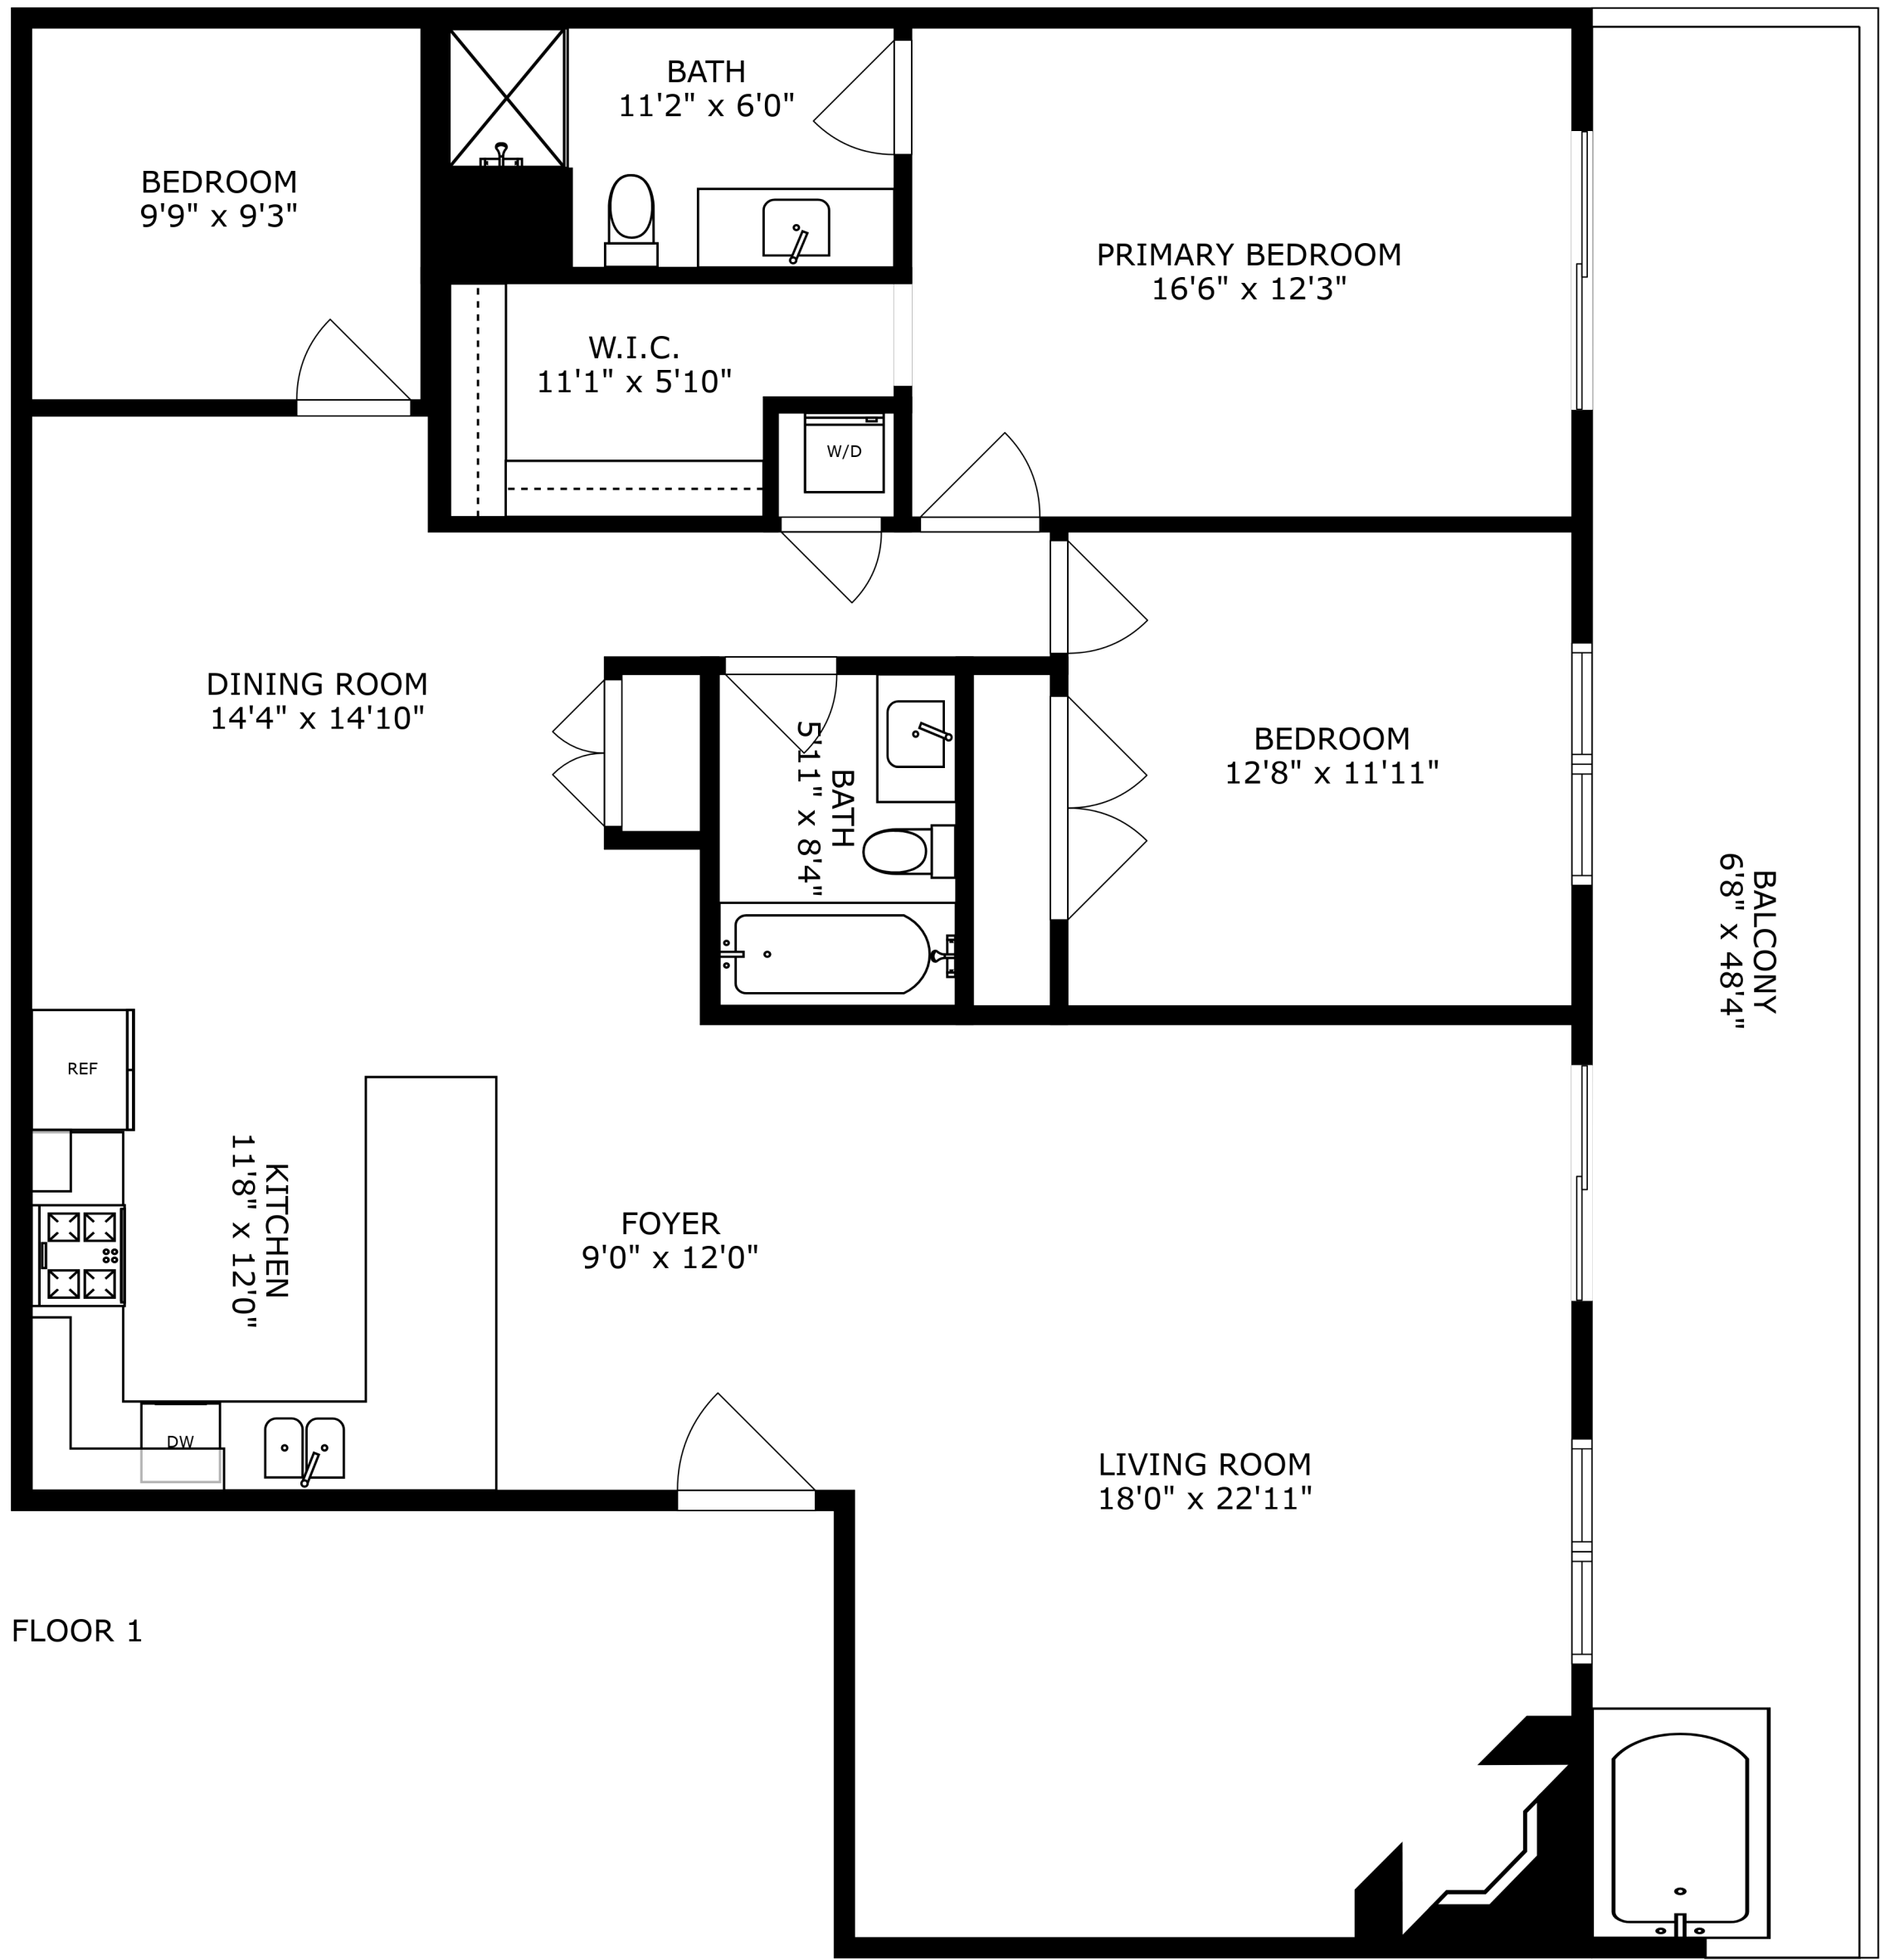 BATH
11'2" x 6'0"
BEDROOM
9'9" x 9'3"
PRIMARY BEDROOM
16'6" x 12'3"
W.I.C.
11'1" x 5'10"
W/D
DINING ROOM
14'4" x 14'10"
BATH
5'11" x 8'4"
BEDROOM
12'8" x 11'11"
BALCONY
6'8" x 48'4"
REF
KITCHEN
11'8" x 12'0"
FOYER
9'0" x 12'0"
DW
LIVING ROOM
18'0" x 22'11"
FLOOR 1